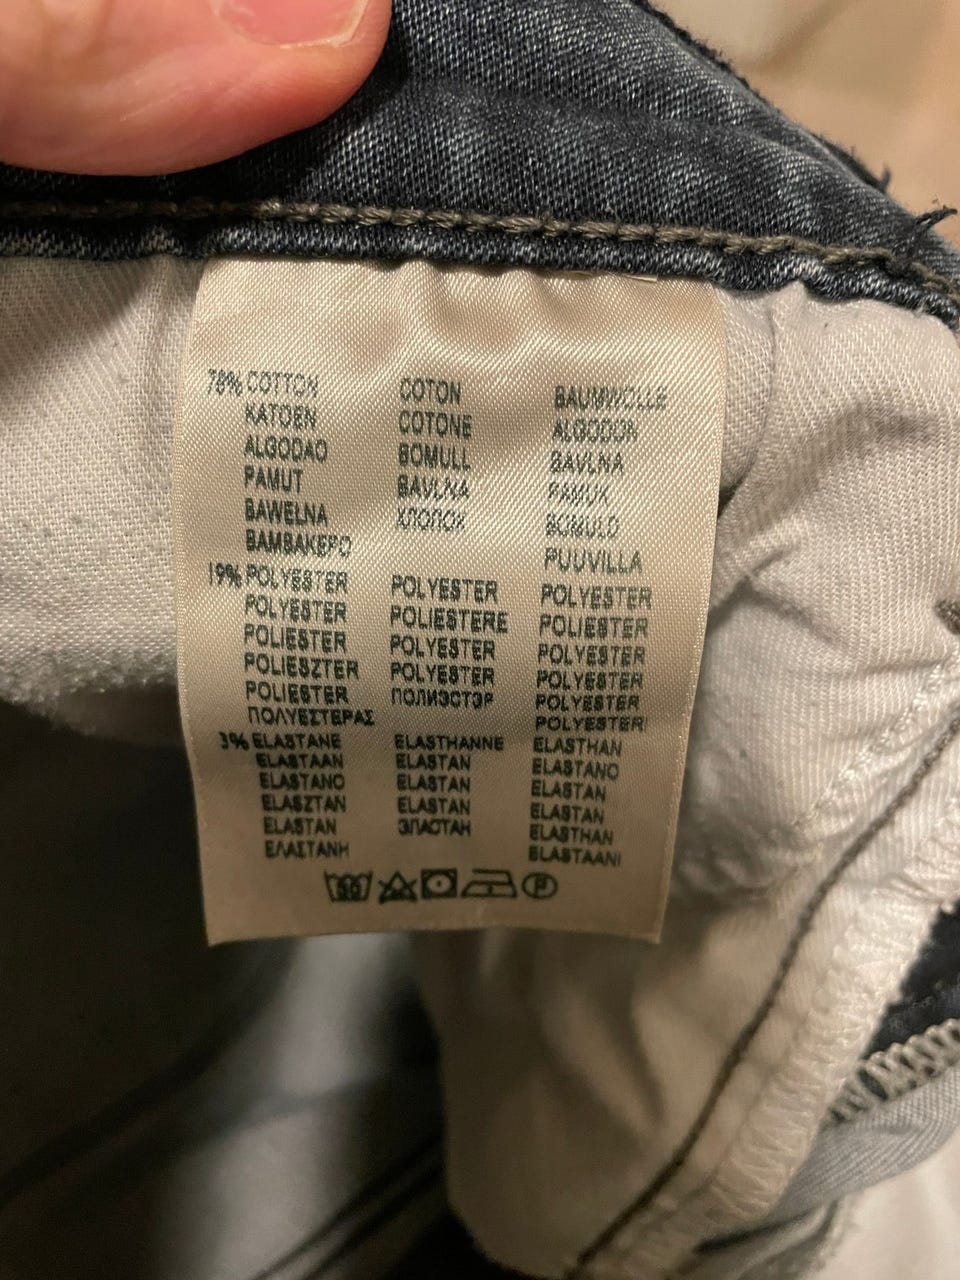 78% COTTON COTON BAUMWOLLE
KATOEN COTONE ALGODON
ALGODAO BOMULL BAVLNA
PAMUT BAVLNA PAMUK
BAWEŁNA ХЛОПОК BOMULD
ΒΑΜΒΑΚΕΡΟ PUUVILLA
19% POLYESTER POLYESTER POLYESTER
POLYESTER POLIESTERE POLIESTER
POLIESTER POLYESTER POLYESTER
POLIESZTER POLYESTER POLYESTER
POLIESTER ПОЛИЭСТЭР POLYESTER
ΠΟΛΥΕΣΤΕΡΑΣ POLYESTERI
3% ELASTANE ELASTHANNE ELASTHAN
ELASTAAN ELASTAN ELASTANO
ELASTANO ELASTAN ELASTAN
ELASZTAN ELASTAN ELASTAN
ELASTAN ЭЛАСТАН ELASTHAN
ΕΛΑΣΤΑΝΗ ELASTAANI
30 P